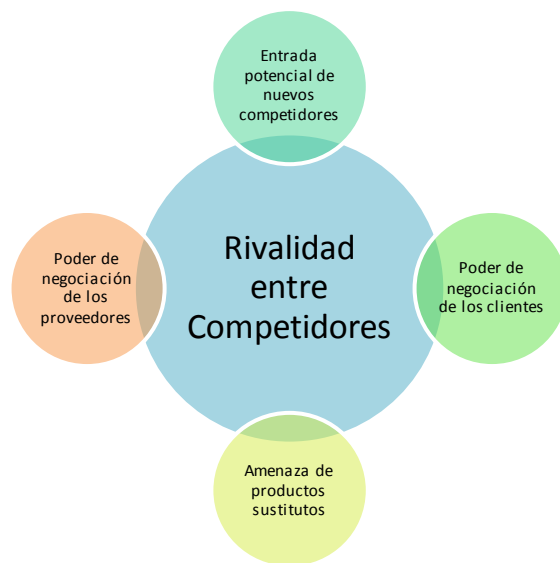 Entrada
potencial de
nuevos
competidores
Poder de
negociación
de los
proveedores
Rivalidad
entre
Competidores
Poder de
negociación
de los clientes
Amenaza de
productos
sustitutos